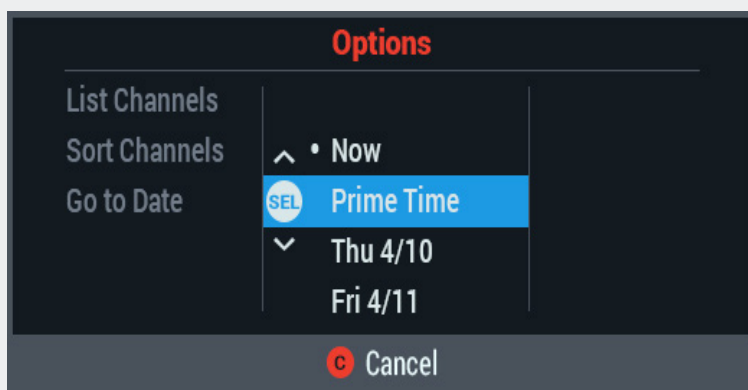 Options
List Channels
Sort Channels
• Now
Go to Date
SEL
Prime Time
Thu 4/10
Fri 4/11
C Cancel